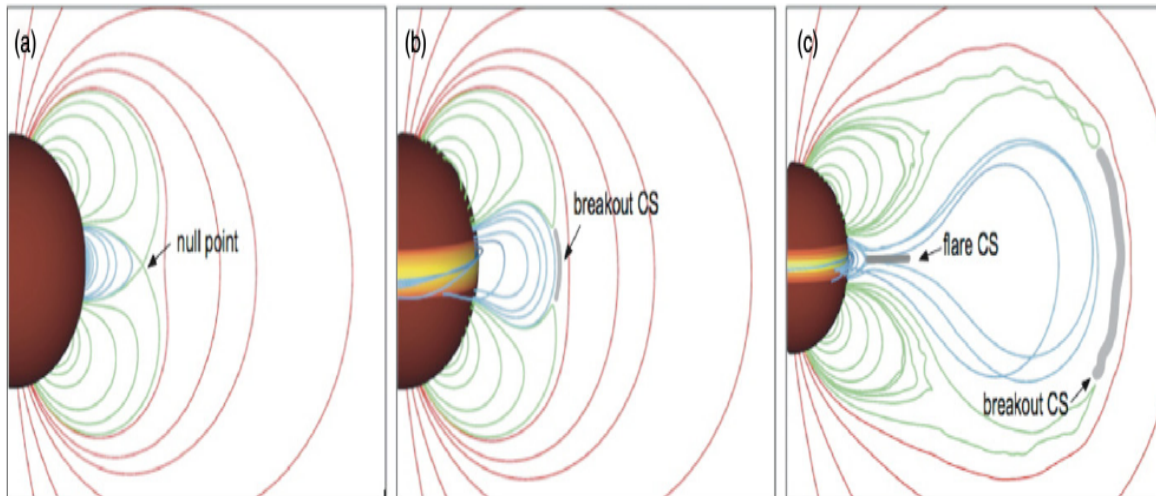 (a)
null point
(b)
breakout CS
(c)
flare CS
breakout CS